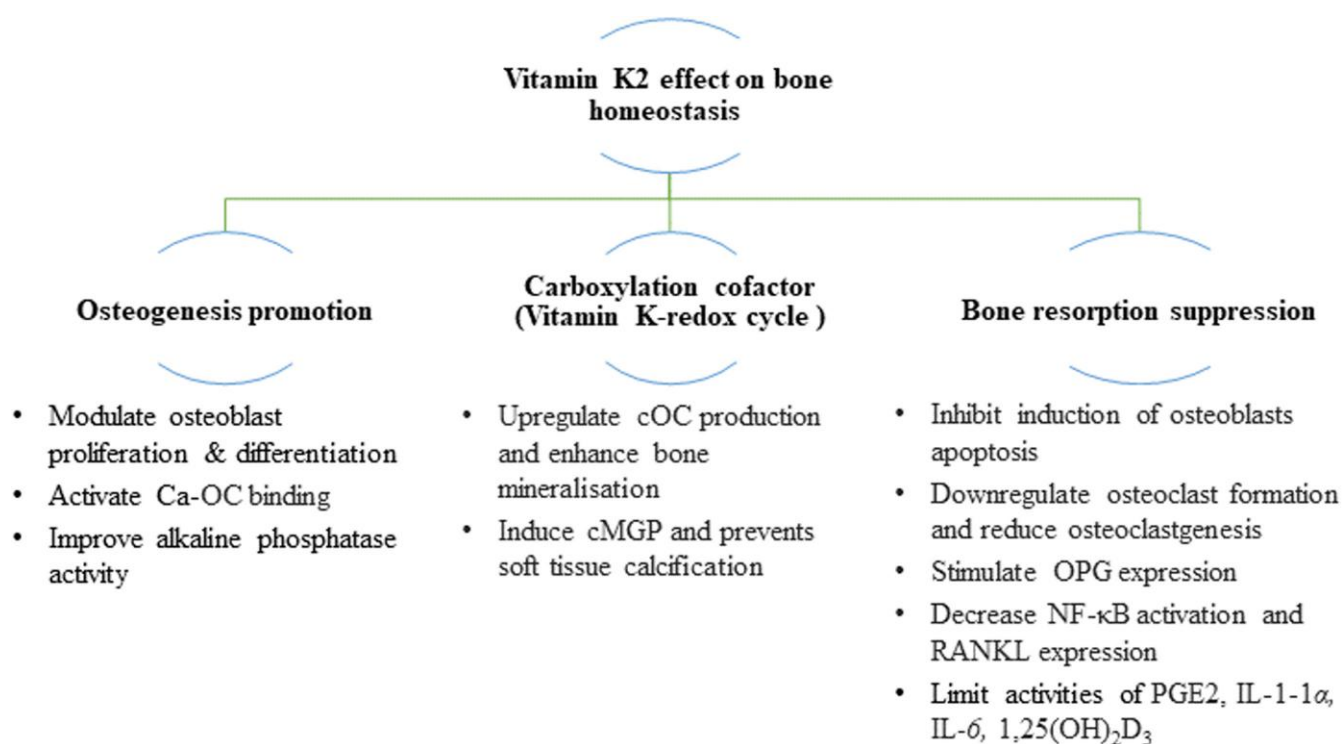 Vitamin K2 effect on bone
homeostasis
Osteogenesis promotion
• Modulate osteoblast
proliferation & differentiation
• Activate Ca-OC binding
• Improve alkaline phosphatase
activity
Carboxylation cofactor
(Vitamin K-redox cycle )
• Upregulate cOC production
and enhance bone
mineralisation
• Induce cMGP and prevents
soft tissue calcification
Bone resorption suppression
• Inhibit induction of osteoblasts
apoptosis
• Downregulate osteoclast formation
and reduce osteoclastgenesis
• Stimulate OPG expression
• Decrease NF-κB activation and
RANKL expression
• Limit activities of PGE2, IL-1-1α,
IL-6, 1,25(OH)₂D₃